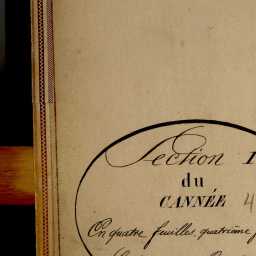 Section I
du
CANNÉE 4
En quatre feuilles, quatrième f